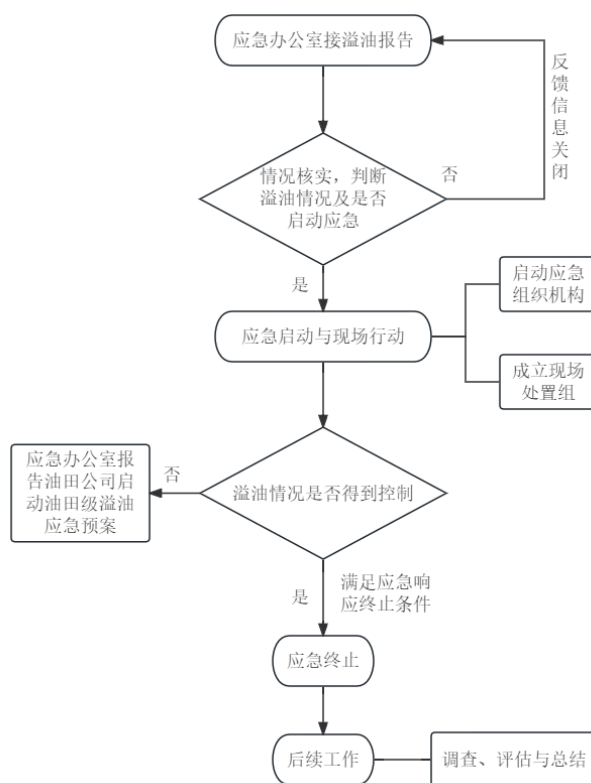 应急办公室接溢油报告
反
馈
信
息
关
闭
情况核实，判断
溢油情况及是否
启动应急
否
是
启动应急
组织机构
应急启动与现场行动
成立现场
处置组
应急办公室报
告油田公司启
动油田级溢油
应急预案
否
溢油情况是否得到控制
是
满足应急响
应终止条件
应急终止
后续工作
调查、评估与总结